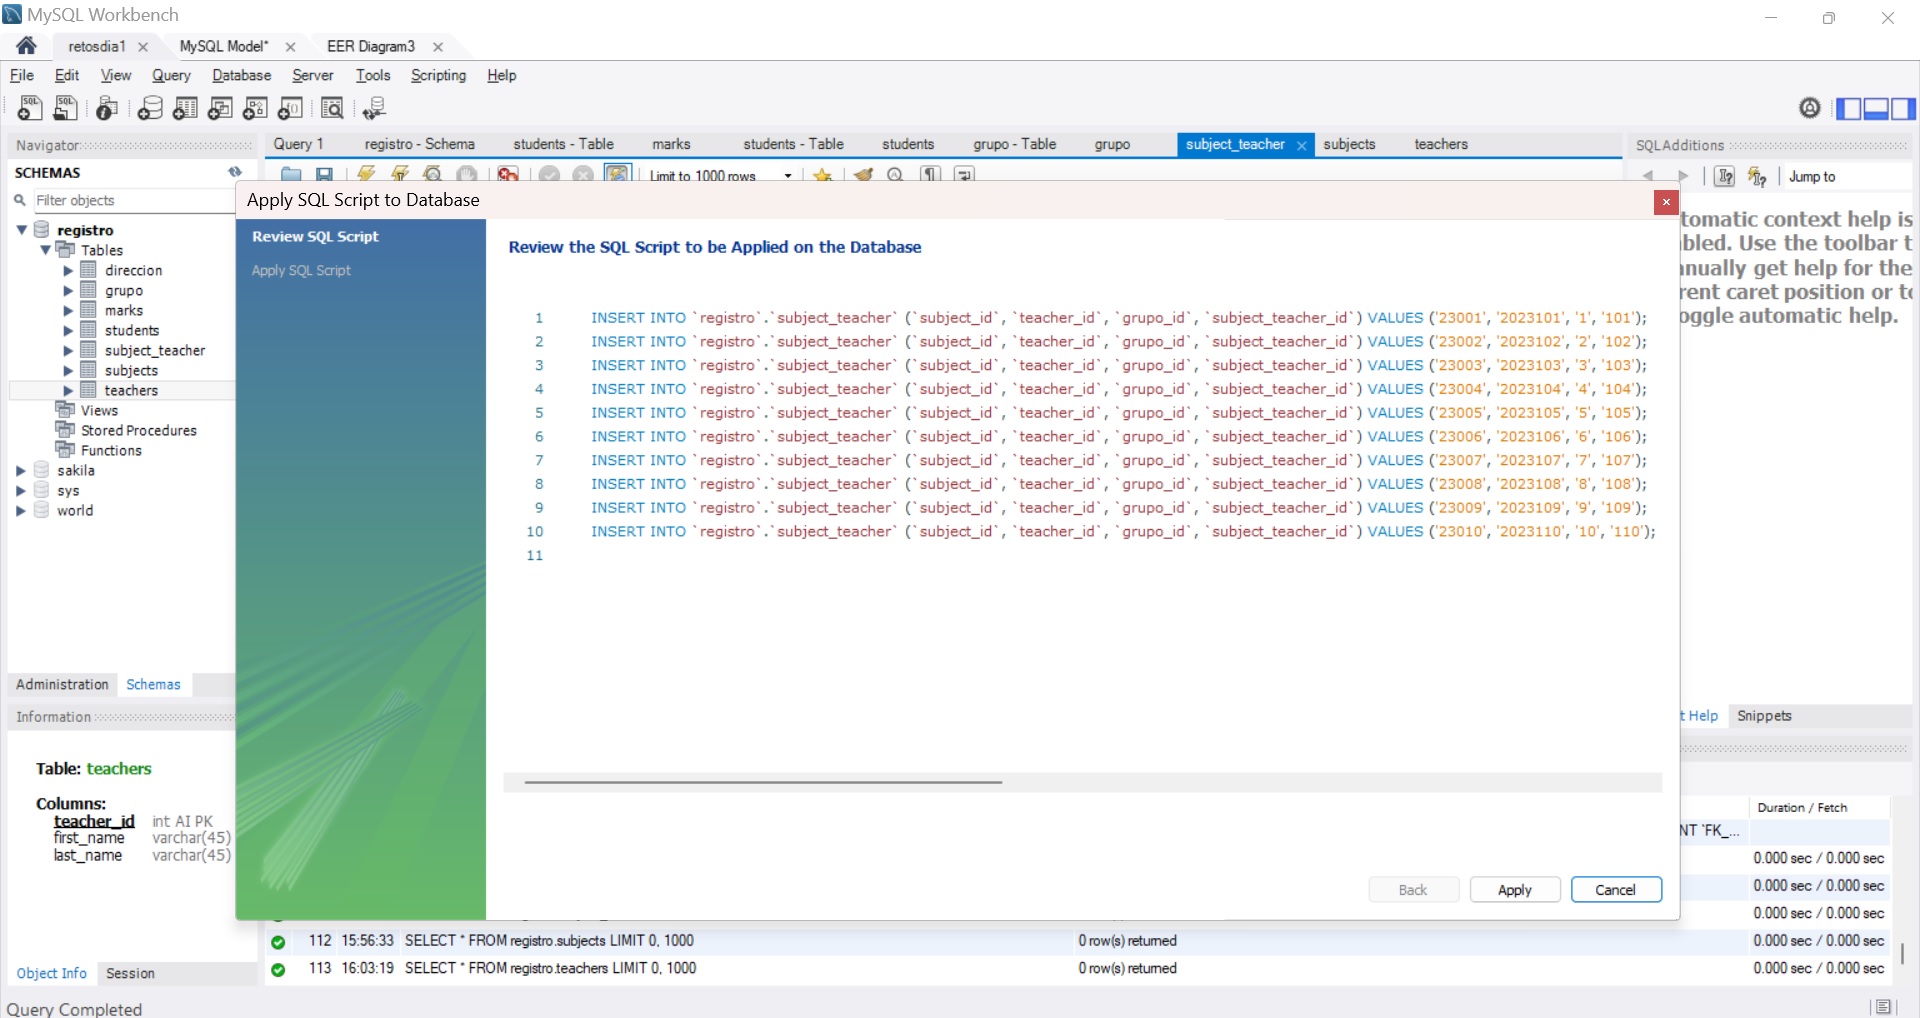 MySQL Workbench
retosdia1
MySQL Model*
EER Diagram3
File Edit View Query Database Server Tools Scripting Help
Navigator
Query 1
registro - Schema
students - Table
marks
students - Table
students
grupo - Table
grupo
subject_teacher
subjects
teachers
SQLAdditions
SCHEMAS
Limit to 1000 rows
Jump to
Filter objects
registro
Tables
direccion
grupo
marks
students
subject_teacher
subjects
teachers
Views
Stored Procedures
Functions
sakila
sys
world
Administration
Schemas
Information
Table: teachers
Columns:
teacher_id int AI PK
first_name varchar(45)
last_name varchar(45)
Object Info
Session
Query Completed
Apply SQL Script to Database
Review SQL Script
Apply SQL Script
Review the SQL Script to be Applied on the Database
1 INSERT INTO `registro`.`subject_teacher` (`subject_id`, `teacher_id`, `grupo_id`, `subject_teacher_id`) VALUES ('23001', '2023101', '1', '101');
2 INSERT INTO `registro`.`subject_teacher` (`subject_id`, `teacher_id`, `grupo_id`, `subject_teacher_id`) VALUES ('23002', '2023102', '2', '102');
3 INSERT INTO `registro`.`subject_teacher` (`subject_id`, `teacher_id`, `grupo_id`, `subject_teacher_id`) VALUES ('23003', '2023103', '3', '103');
4 INSERT INTO `registro`.`subject_teacher` (`subject_id`, `teacher_id`, `grupo_id`, `subject_teacher_id`) VALUES ('23004', '2023104', '4', '104');
5 INSERT INTO `registro`.`subject_teacher` (`subject_id`, `teacher_id`, `grupo_id`, `subject_teacher_id`) VALUES ('23005', '2023105', '5', '105');
6 INSERT INTO `registro`.`subject_teacher` (`subject_id`, `teacher_id`, `grupo_id`, `subject_teacher_id`) VALUES ('23006', '2023106', '6', '106');
7 INSERT INTO `registro`.`subject_teacher` (`subject_id`, `teacher_id`, `grupo_id`, `subject_teacher_id`) VALUES ('23007', '2023107', '7', '107');
8 INSERT INTO `registro`.`subject_teacher` (`subject_id`, `teacher_id`, `grupo_id`, `subject_teacher_id`) VALUES ('23008', '2023108', '8', '108');
9 INSERT INTO `registro`.`subject_teacher` (`subject_id`, `teacher_id`, `grupo_id`, `subject_teacher_id`) VALUES ('23009', '2023109', '9', '109');
10 INSERT INTO `registro`.`subject_teacher` (`subject_id`, `teacher_id`, `grupo_id`, `subject_teacher_id`) VALUES ('23010', '2023110', '10', '110');
11
Back
Apply
Cancel
tomatic context help is
bled. Use the toolbar t
nually get help for the
rent caret position or to
oggle automatic help.
t Help
Snippets
Duration / Fetch
NT `FK_...
0.000 sec / 0.000 sec
0.000 sec / 0.000 sec
0.000 sec / 0.000 sec
112 15:56:33 SELECT * FROM registro.subjects LIMIT 0, 1000 0 row(s) returned 0.000 sec / 0.000 sec
113 16:03:19 SELECT * FROM registro.teachers LIMIT 0, 1000 0 row(s) returned 0.000 sec / 0.000 sec